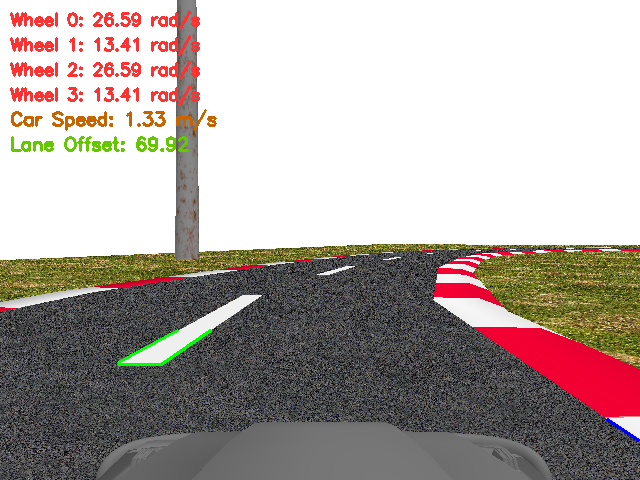 Wheel 0: 26.59 rad/s
Wheel 1: 13.41 rad/s
Wheel 2: 26.59 rad/s
Wheel 3: 13.41 rad/s
Car Speed: 1.33 m/s
Lane Offset: 69.92